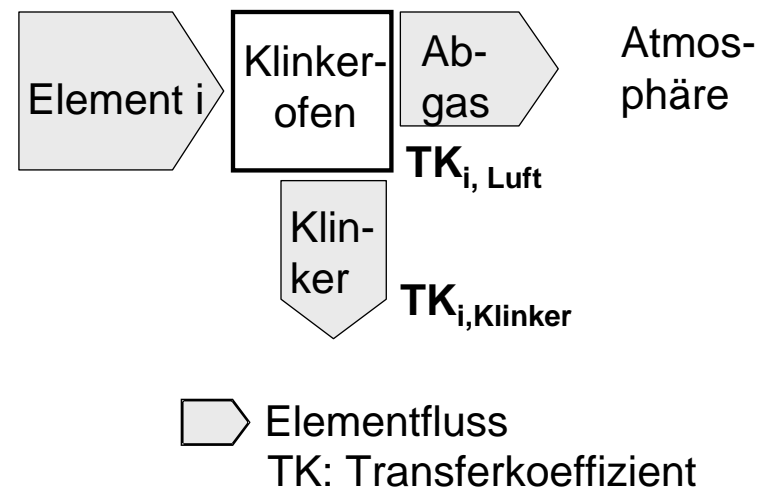 Element i
Klinker-
ofen
Ab-
gas
Atmos-
phäre
TKi, Luft
Klin-
ker
TKi,Klinker
Elementfluss
TK: Transferkoeffizient